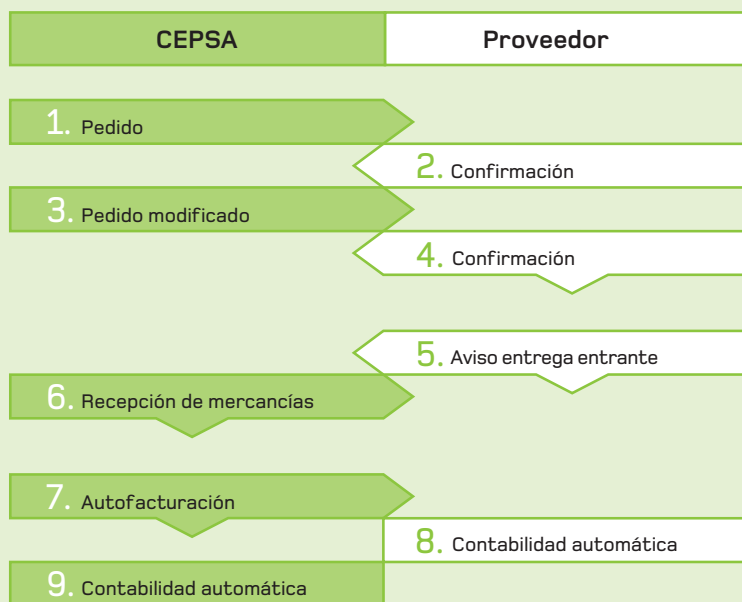 CEPSA Proveedor
1. Pedido
2. Confirmación
3. Pedido modificado
4. Confirmación
5. Aviso entrega entrante
6. Recepción de mercancías
7. Autofacturación
8. Contabilidad automática
9. Contabilidad automática